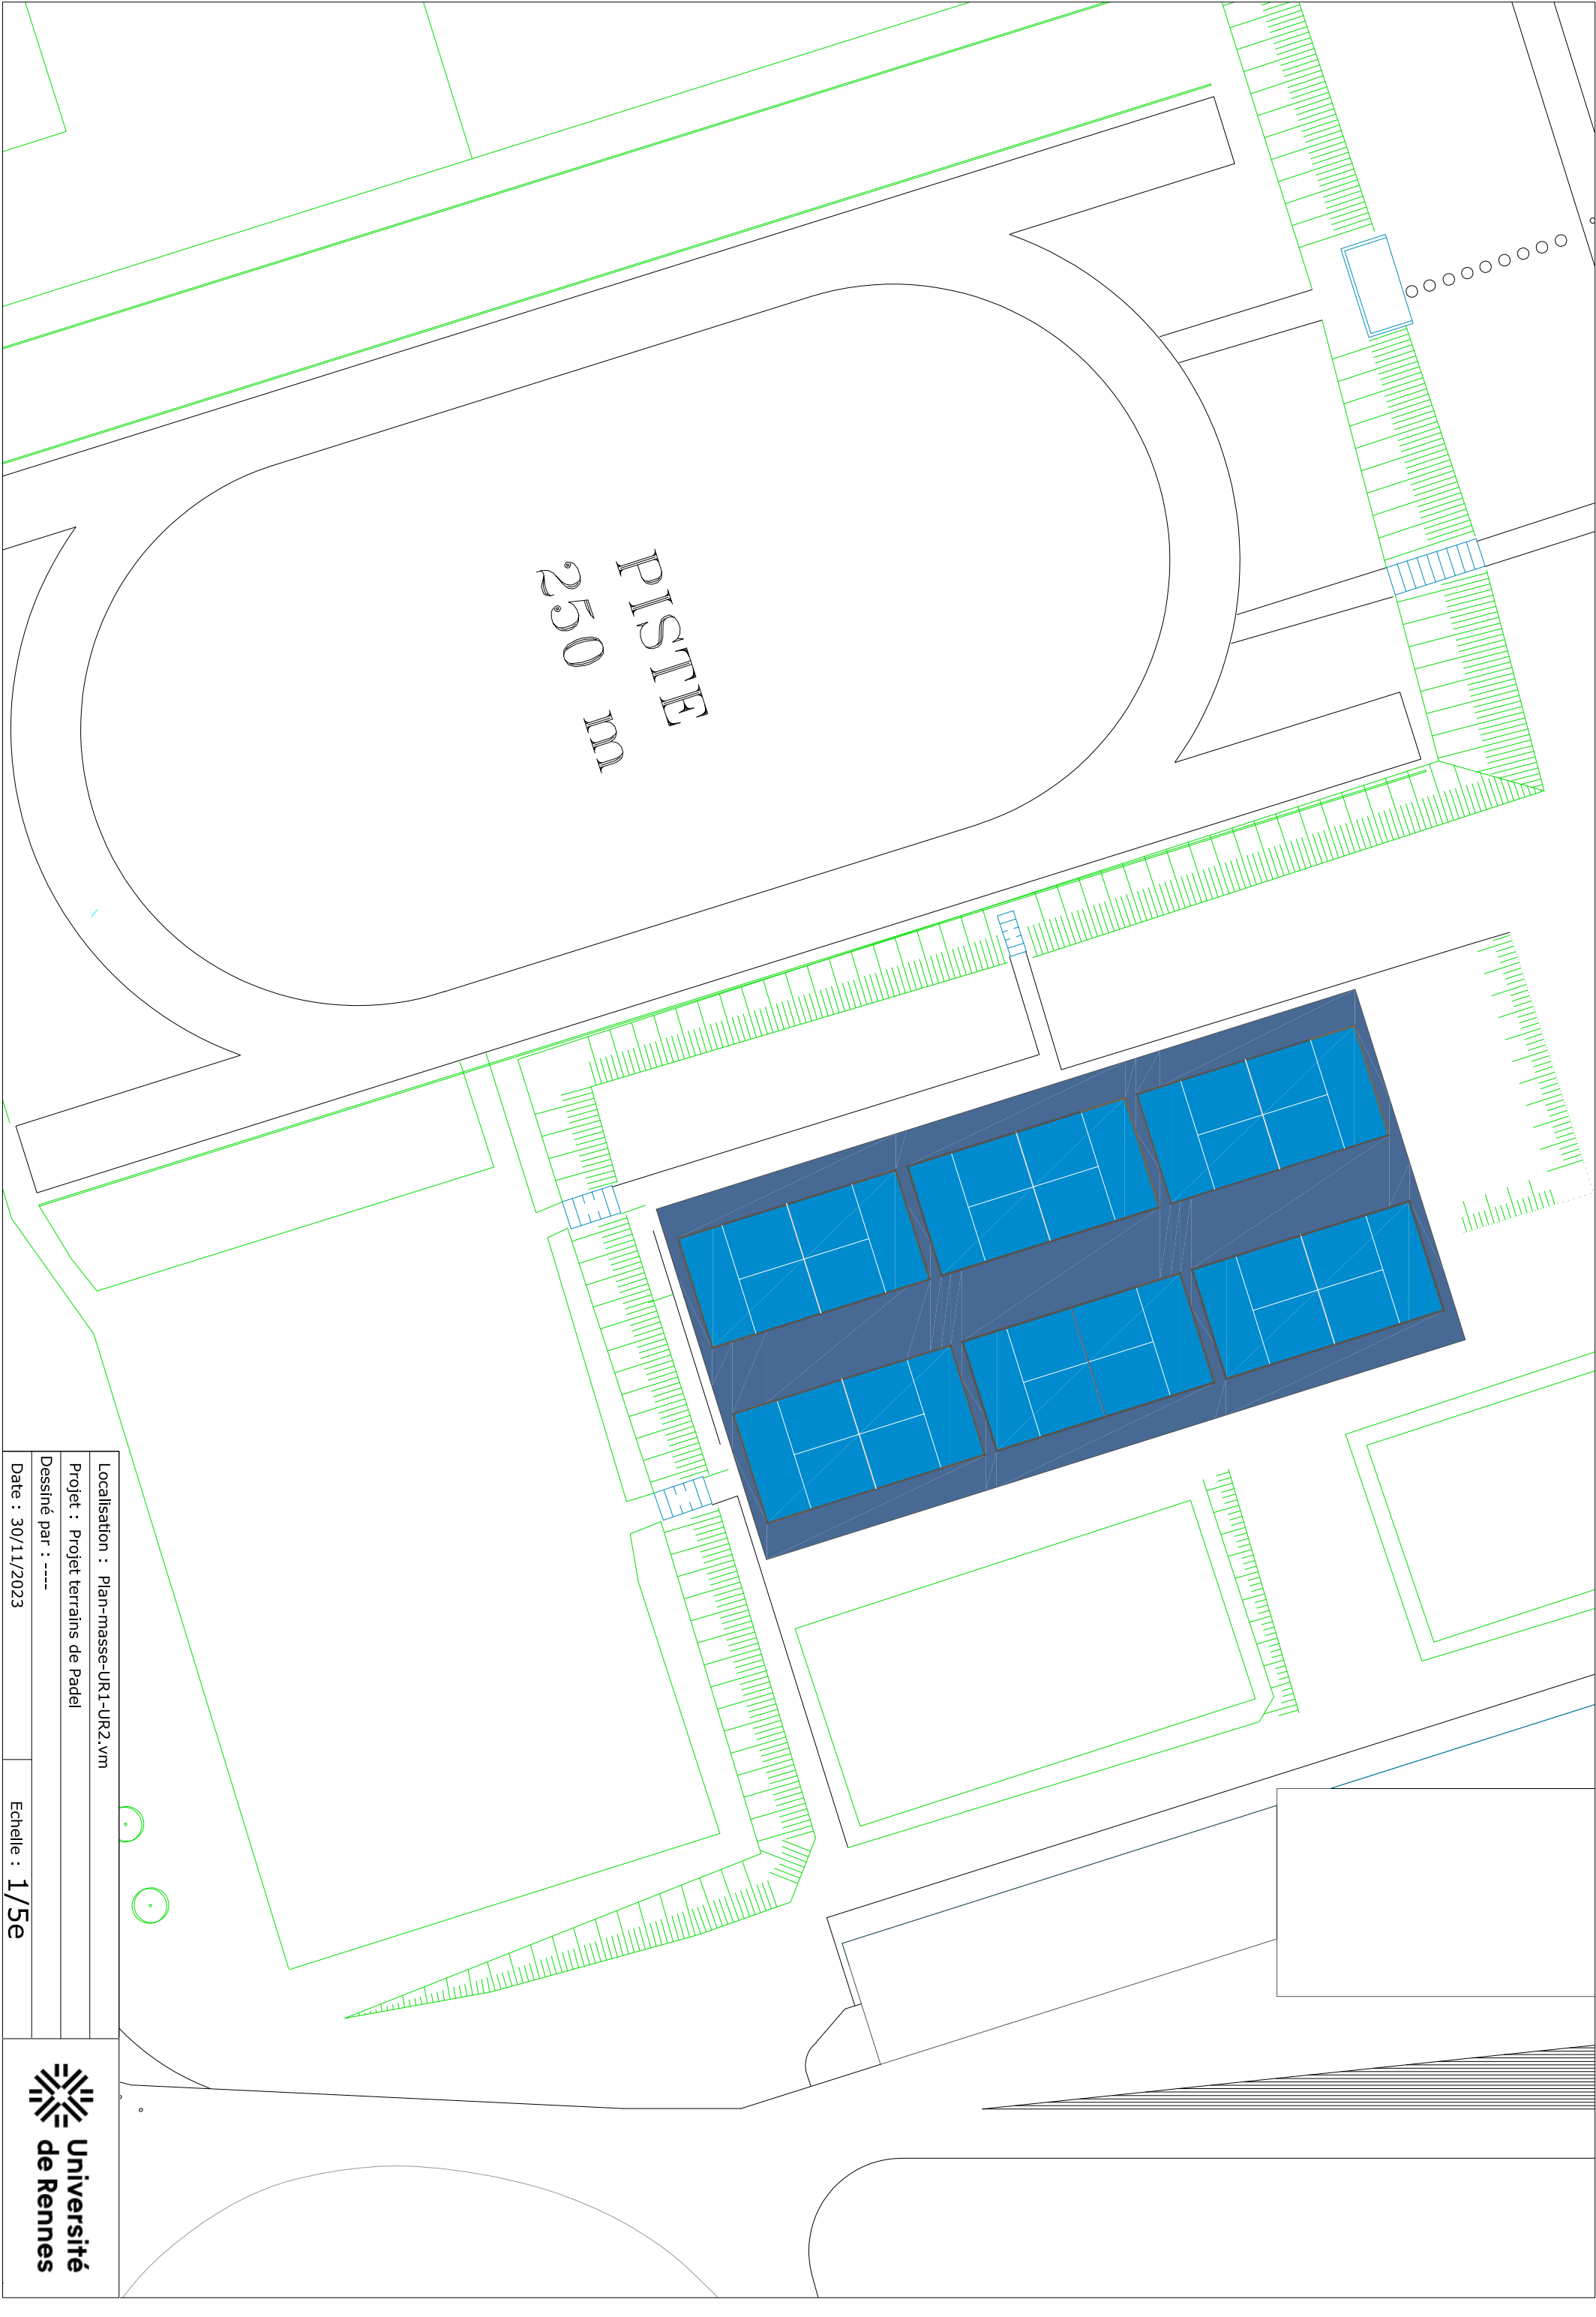 PISTE
250 m
Localisation : Plan-masse-UR1-UR2.vm
Projet : Projet terrains de Padel
Dessiné par : ----
Date : 30/11/2023
Echelle : 1/5e
Université
de Rennes